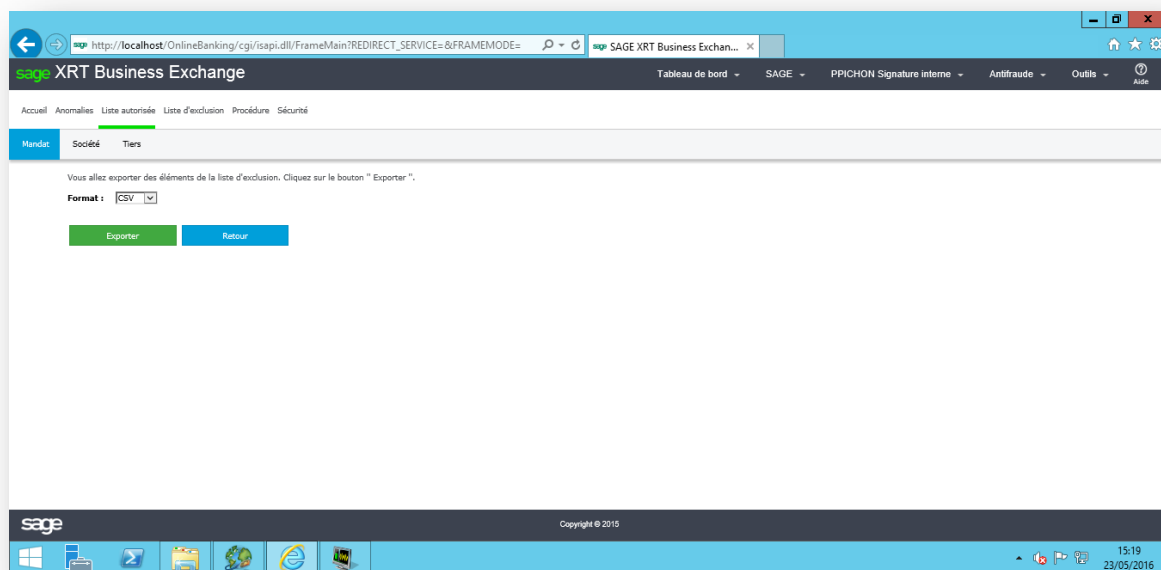 sage http://localhost/OnlineBanking/cgi/isapi.dll/FrameMain?REDIRECT_SERVICE=&FRAMEMODE=
sage SAGE XRT Business Exchan...
sage XRT Business Exchange
Tableau de bord
SAGE
PPICHON Signature interne
Antifraude
Outils
Aide
Accueil Anomalies Liste autorisée Liste d'exclusion Procédure Sécurité
Mandat Société Tiers
Vous allez exporter des éléments de la liste d'exclusion. Cliquez sur le bouton " Exporter ".
Format : CSV
Exporter Retour
sage
Copyright © 2015
15:19
23/05/2016